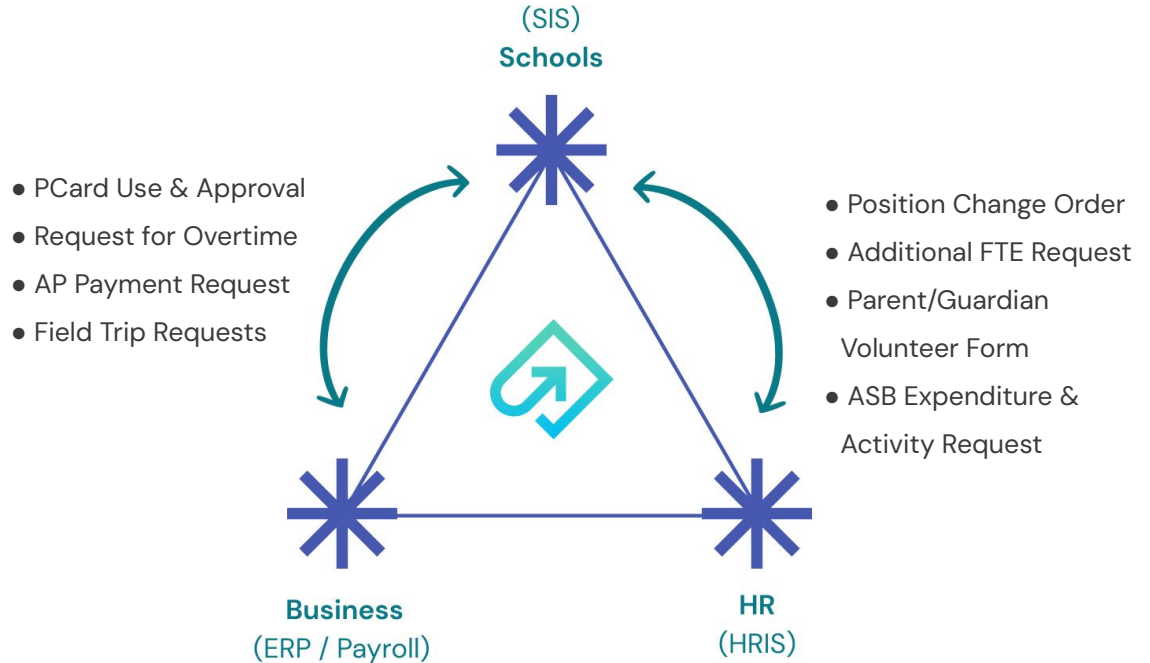 (SIS)
Schools
● PCard Use & Approval
● Request for Overtime
● AP Payment Request
● Field Trip Requests
● Position Change Order
● Additional FTE Request
● Parent/Guardian
Volunteer Form
● ASB Expenditure &
Activity Request
Business
(ERP / Payroll)
HR
(HRIS)